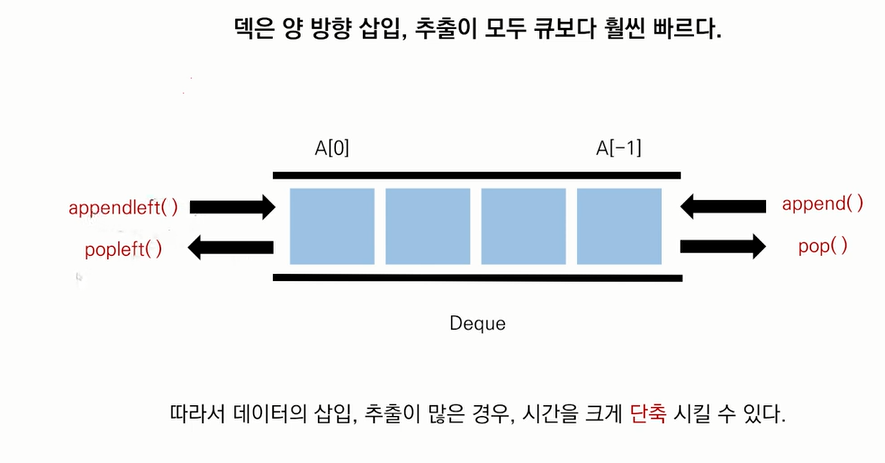 덱은 양 방향 삽입, 추출이 모두 큐보다 훨씬 빠르다.
A[0]
A[-1]
appendleft( )
append( )
popleft( )
pop( )
Deque
따라서 데이터의 삽입, 추출이 많은 경우, 시간을 크게 단축 시킬 수 있다.